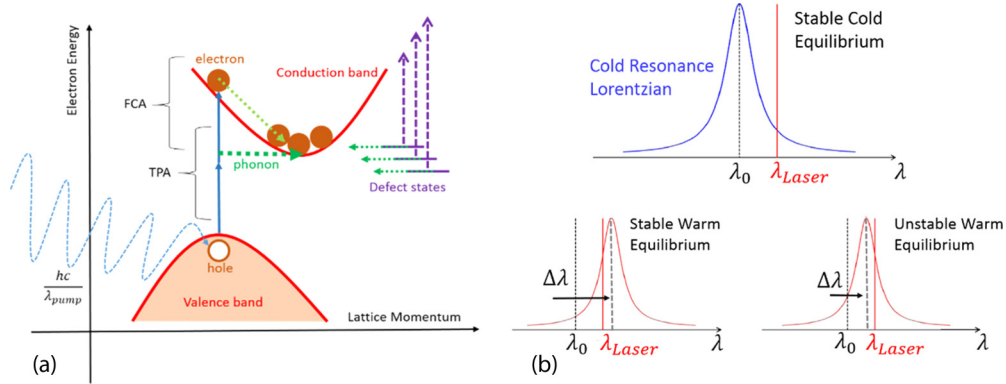 Electron Energy
electron
Conduction band
FCA
TPA
phonon
Defect states
hole
Valence band
hc
λpump
Lattice Momentum
(a)
Stable Cold
Equilibrium
Cold Resonance
Lorentzian
λ0
λLaser
λ
Stable Warm
Equilibrium
Δλ
λ0
λLaser
λ
Unstable Warm
Equilibrium
Δλ
λ0
λLaser
λ
(b)